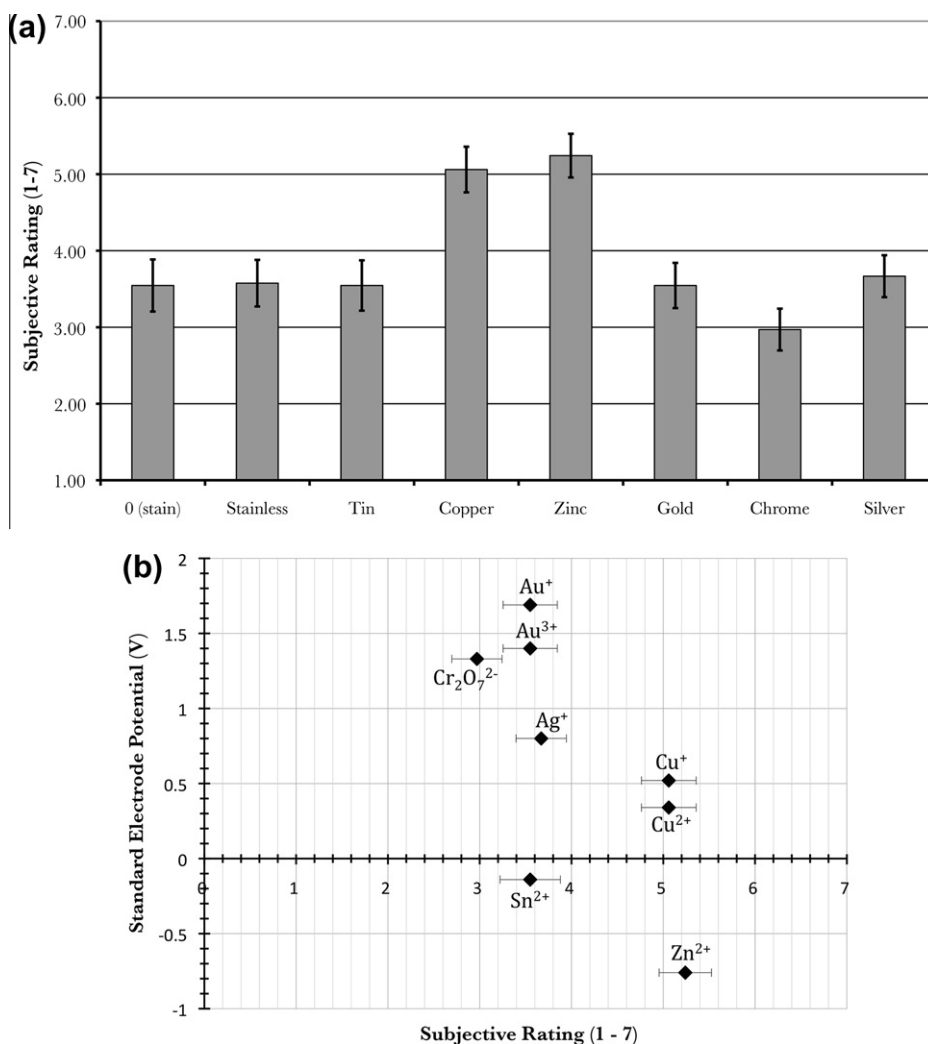 (a)
7.00
6.00
5.00
4.00
3.00
2.00
1.00
Subjective Rating (1-7)
0 (stain) Stainless Tin Copper Zinc Gold Chrome Silver
(b)
2
1.5
1
0.5
0
-0.5
-1
Standard Electrode Potential (V)
Au⁺
Au³⁺
Cr₂O₇²⁻
Ag⁺
Cu⁺
Cu²⁺
0 1 2 3 4 5 6 7
Sn²⁺
Zn²⁺
Subjective Rating (1 - 7)